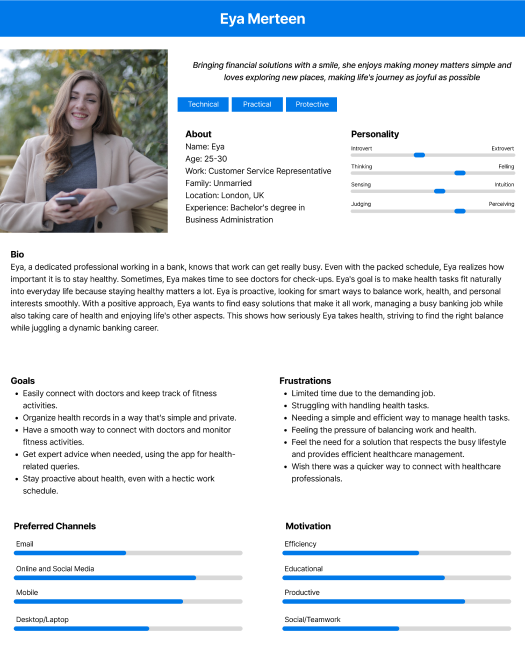 Eya Merteen
Bringing financial solutions with a smile, she enjoys making money matters simple and
loves exploring new places, making life's journey as joyful as possible
Technical
Practical
Protective
About
Name: Eya
Age: 25-30
Work: Customer Service Representative
Family: Unmarried
Location: London, UK
Experience: Bachelor's degree in
Business Administration
Personality
Introvert Extrovert
Thinking Felling
Sensing Intuition
Judging Perceiving
Bio
Eya, a dedicated professional working in a bank, knows that work can get really busy. Even with the packed schedule, Eya realizes how
important it is to stay healthy. Sometimes, Eya makes time to see doctors for check-ups. Eya's goal is to make health tasks fit naturally
into everyday life because staying healthy matters a lot. Eya is proactive, looking for smart ways to balance work, health, and personal
interests smoothly. With a positive approach, Eya wants to find easy solutions that make it all work, managing a busy banking job while
also taking care of health and enjoying life's other aspects. This shows how seriously Eya takes health, striving to find the right balance
while juggling a dynamic banking career.
Goals
• Easily connect with doctors and keep track of fitness
activities.
• Organize health records in a way that's simple and private.
• Have a smooth way to connect with doctors and monitor
fitness activities.
• Get expert advice when needed, using the app for health-
related queries.
• Stay proactive about health, even with a hectic work
schedule.
Frustrations
• Limited time due to the demanding job.
• Struggling with handling health tasks.
• Needing a simple and efficient way to manage health tasks.
• Feeling the pressure of balancing work and health.
• Feel the need for a solution that respects the busy lifestyle
and provides efficient healthcare management.
• Wish there was a quicker way to connect with healthcare
professionals.
Preferred Channels
Email
Online and Social Media
Mobile
Desktop/Laptop
Motivation
Efficiency
Educational
Productive
Social/Teamwork